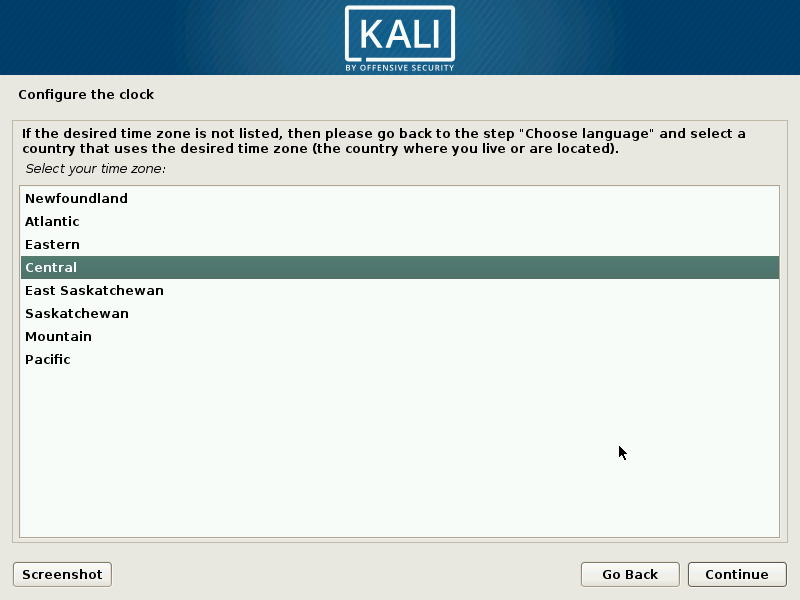 KALI
BY OFFENSIVE SECURITY
Configure the clock
If the desired time zone is not listed, then please go back to the step "Choose language" and select a
country that uses the desired time zone (the country where you live or are located).
Select your time zone:
Newfoundland
Atlantic
Eastern
Central
East Saskatchewan
Saskatchewan
Mountain
Pacific
Screenshot
Go Back
Continue